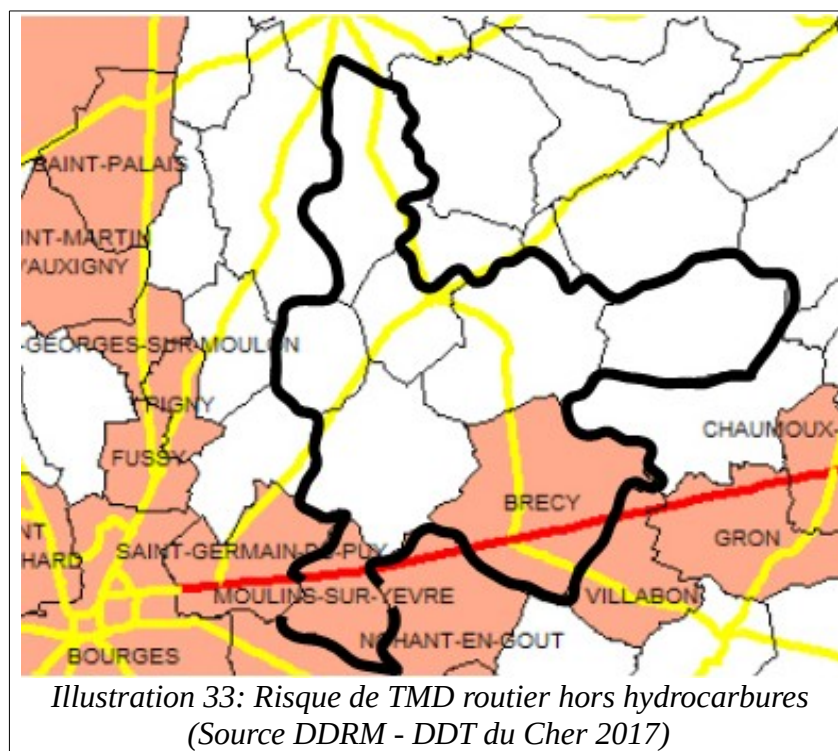 SAINT-PALAIS
INT-MARTIN
'AUXIGNY
-GEORGES-SUR-MOULON
PIGNY
FUSSY
CHAUMOUX-
BRECY
GRON
NT
HARD
SAINT-GERMAIN-DU-PUY
MOULINS-SUR-YEVRE
VILLABON
NOHANT-EN-GOUT
BOURGES
Illustration 33: Risque de TMD routier hors hydrocarbures
(Source DDRM - DDT du Cher 2017)